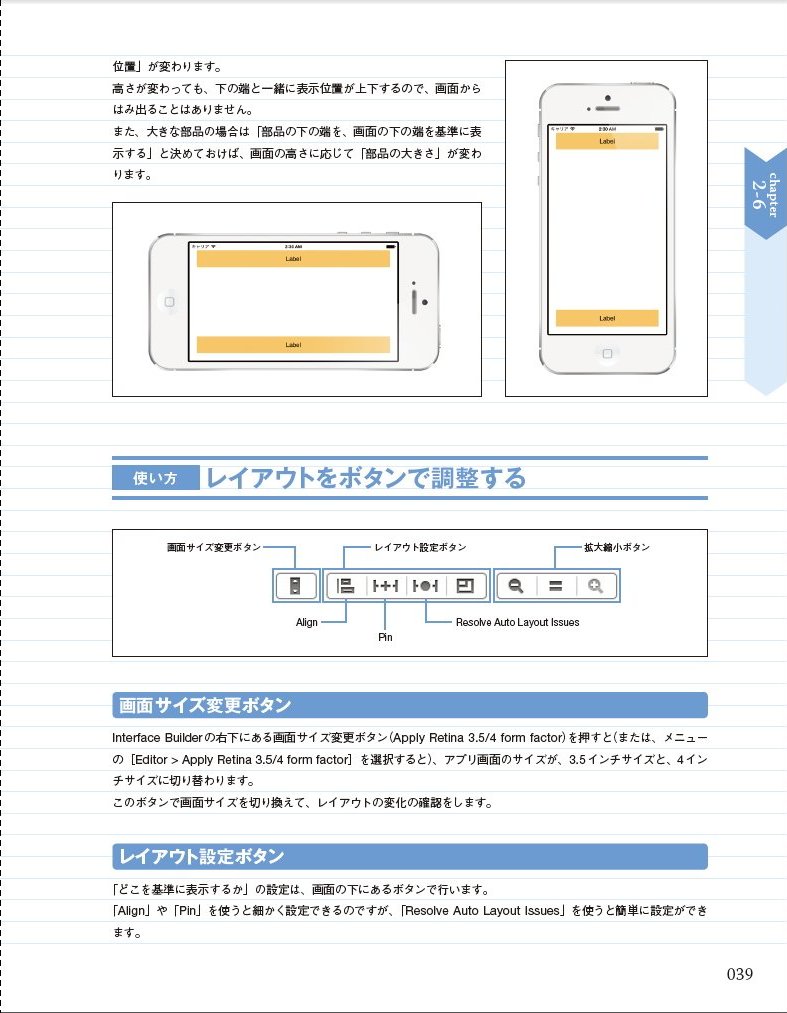 位置」が変わります。
高さが変わっても、下の端と一緒に表示位置が上下するので、画面から
はみ出ることはありません。
また、大きな部品の場合は「部品の下の端を、画面の下の端を基準に表
示する」と決めておけば、画面の高さに応じて「部品の大きさ」が変わ
ります。
キャリア 2:36 AM
Label
Label
キャリア 2:36 AM
Label
Label
chapter
2-6
使い方 レイアウトをボタンで調整する
画面サイズ変更ボタン レイアウト設定ボタン 拡大縮小ボタン
Align Resolve Auto Layout Issues
Pin
画面サイズ変更ボタン
Interface Builderの右下にある画面サイズ変更ボタン（Apply Retina 3.5/4 form factor）を押すと（または、メニュー
の［Editor > Apply Retina 3.5/4 form factor］を選択すると）、アプリ画面のサイズが、3.5インチサイズと、4イン
チサイズに切り替わります。
このボタンで画面サイズを切り換えて、レイアウトの変化の確認をします。
レイアウト設定ボタン
「どこを基準に表示するか」の設定は、画面の下にあるボタンで行います。
「Align」や「Pin」を使うと細かく設定できるのですが、「Resolve Auto Layout Issues」を使うと簡単に設定ができ
ます。
039